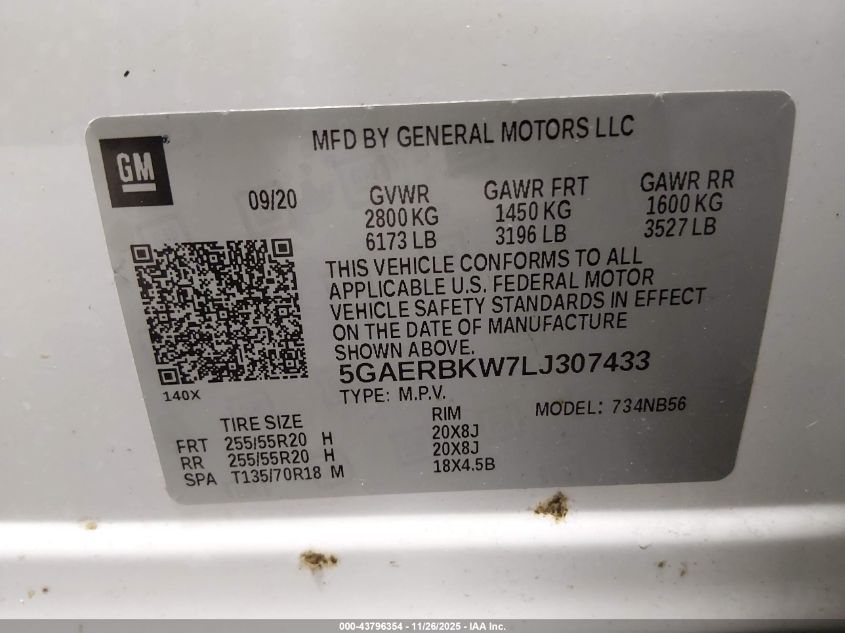 MFD BY GENERAL MOTORS LLC
GM
09/20
GVWR GAWR FRT GAWR RR
2800 KG 1450 KG 1600 KG
6173 LB 3196 LB 3527 LB
THIS VEHICLE CONFORMS TO ALL
APPLICABLE U.S. FEDERAL MOTOR
VEHICLE SAFETY STANDARDS IN EFFECT
ON THE DATE OF MANUFACTURE
SHOWN ABOVE.
5GAERBKW7LJ307433
140X
TYPE: M.P.V.
MODEL: 734NB56
TIRE SIZE RIM
FRT 255/55R20 H 20X8J
RR 255/55R20 H 20X8J
SPA T135/70R18 M 18X4.5B
000-43796354 - 11/26/2025 - IAA Inc.